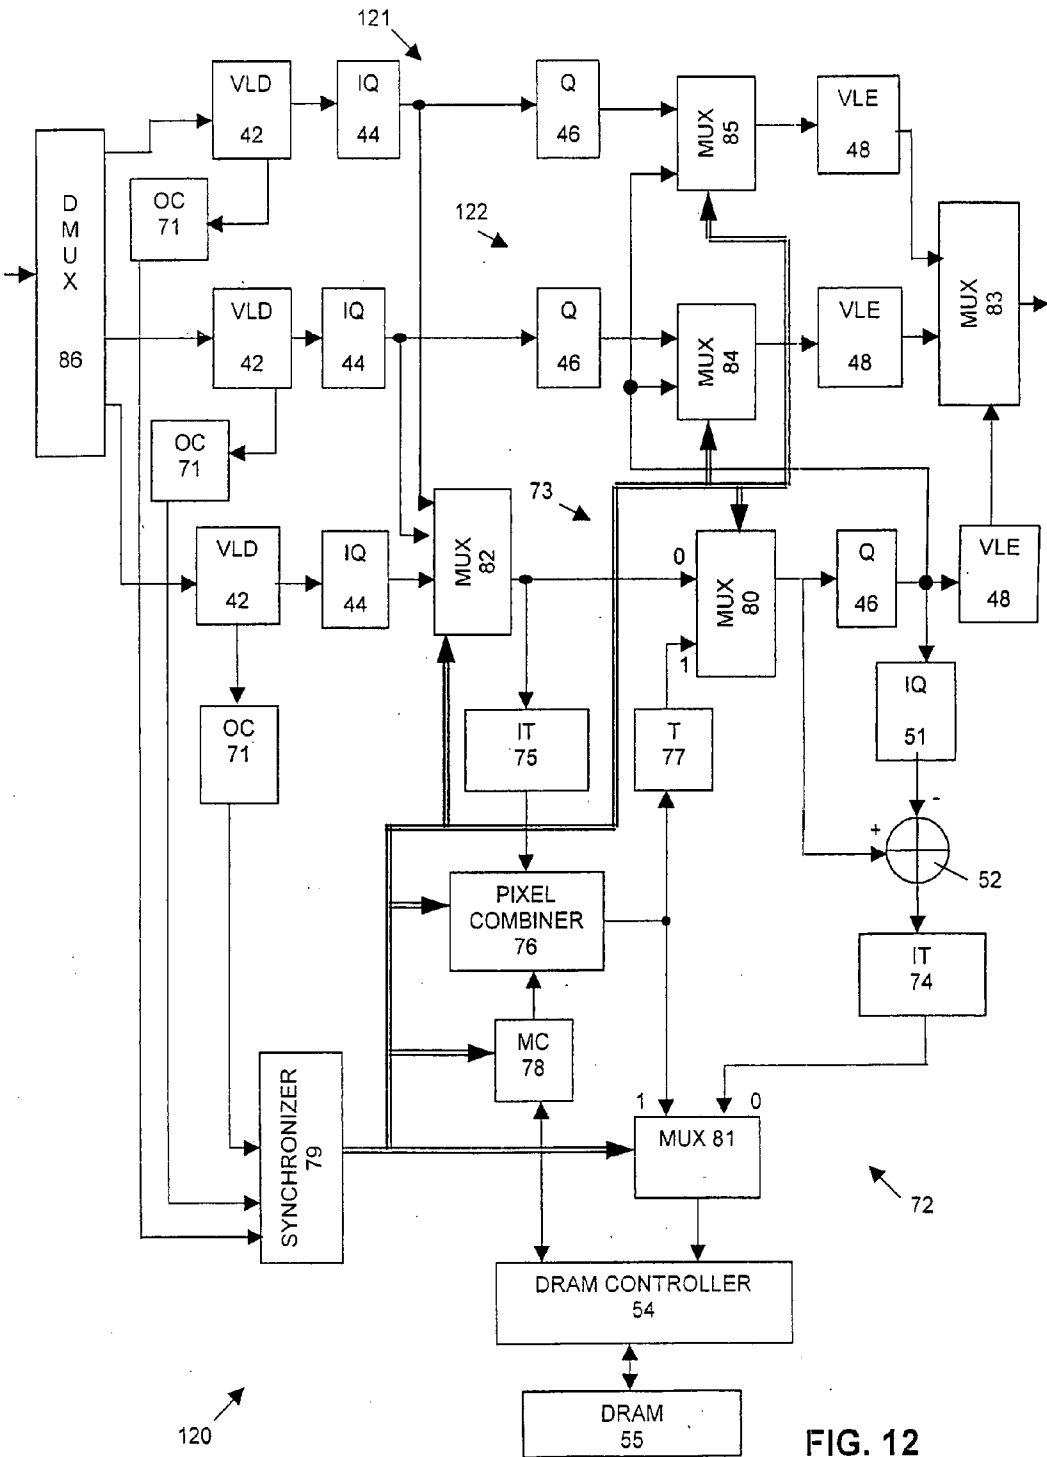 121
VLD
42
IQ
44
Q
46
MUX
85
VLE
48
D
M
U
X
86
OC
71
122
VLD
42
IQ
44
Q
46
MUX
84
VLE
48
MUX
83
OC
71
73
VLD
42
IQ
44
MUX
82
0
MUX
80
1
Q
46
VLE
48
OC
71
IT
75
T
77
IQ
51
-
+
52
PIXEL
COMBINER
76
IT
74
MC
78
SYNCHRONIZER
79
1
0
MUX 81
72
DRAM CONTROLLER
54
DRAM
55
120
FIG. 12